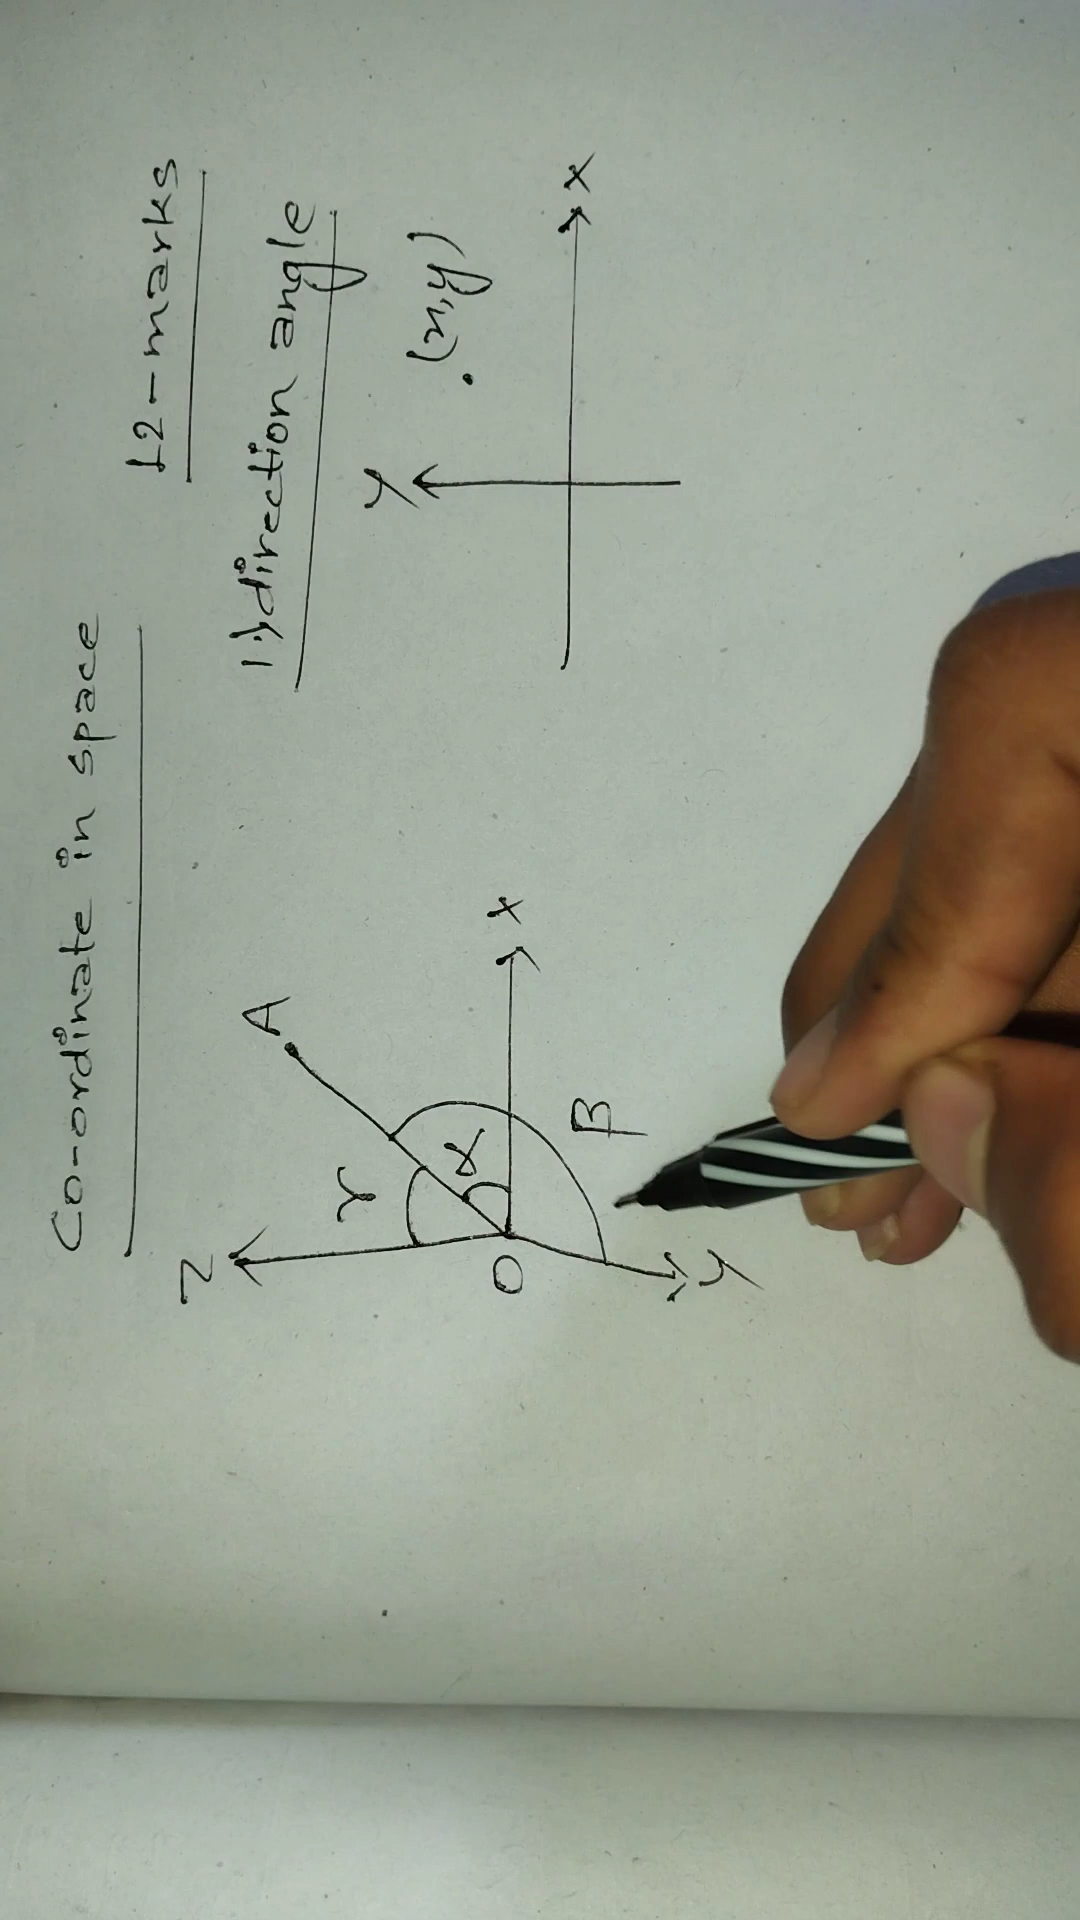 Co-ordinate in space
12-marks
1) direction angle
Z
A
γ
α
X
O
β
Y
Y
(x,y)
X